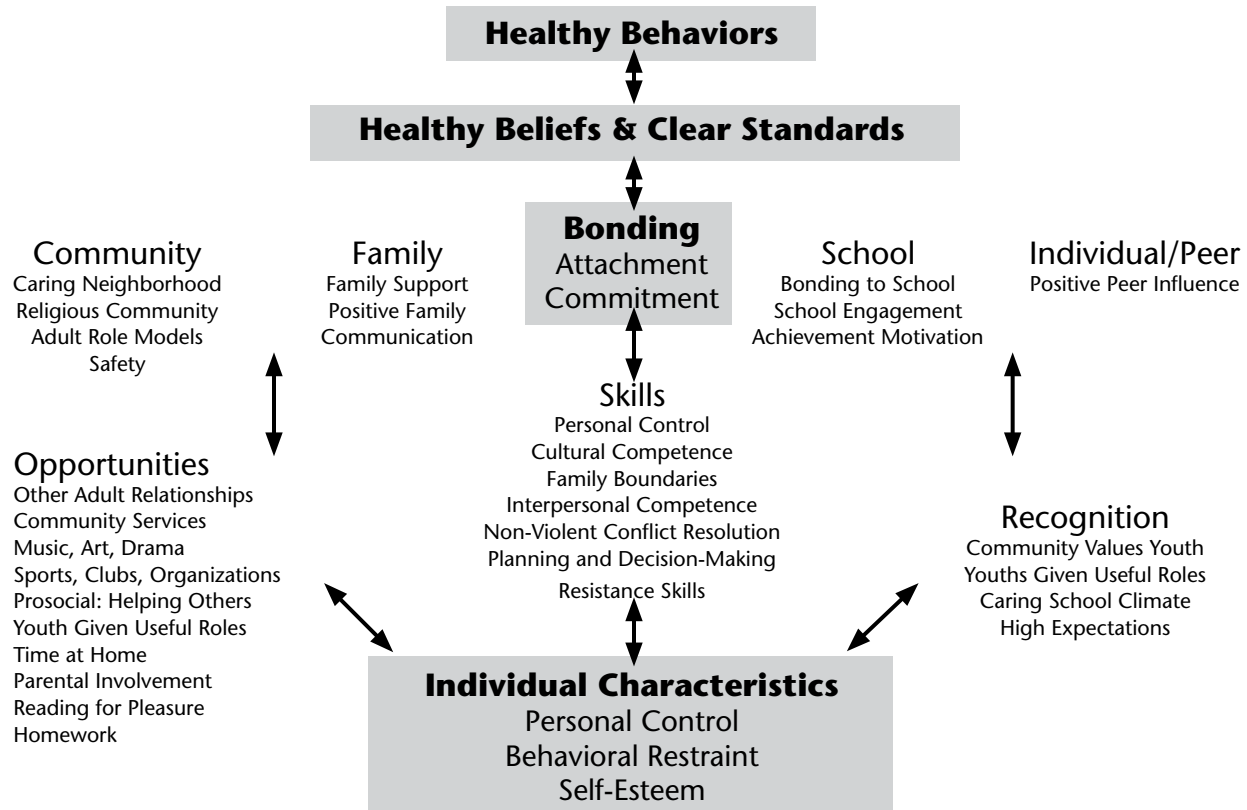 Healthy Behaviors
Healthy Beliefs & Clear Standards
Community
Caring Neighborhood
Religious Community
Adult Role Models
Safety
Family
Family Support
Positive Family
Communication
Bonding
Attachment
Commitment
School
Bonding to School
School Engagement
Achievement Motivation
Individual/Peer
Positive Peer Influence
Opportunities
Other Adult Relationships
Community Services
Music, Art, Drama
Sports, Clubs, Organizations
Prosocial: Helping Others
Youth Given Useful Roles
Time at Home
Parental Involvement
Reading for Pleasure
Homework
Skills
Personal Control
Cultural Competence
Family Boundaries
Interpersonal Competence
Non-Violent Conflict Resolution
Planning and Decision-Making
Resistance Skills
Recognition
Community Values Youth
Youths Given Useful Roles
Caring School Climate
High Expectations
Individual Characteristics
Personal Control
Behavioral Restraint
Self-Esteem